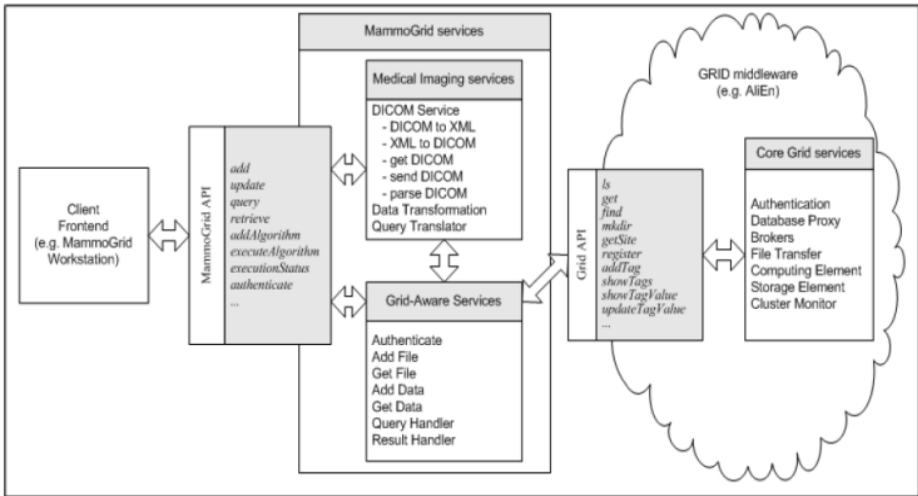 Client
Frontend
(e.g. MammoGrid
Workstation)
MammoGrid API
add
update
query
retrieve
addAlgorithm
executeAlgorithm
executionStatus
authenticate
...
MammoGrid services
Medical Imaging services
DICOM Service
- DICOM to XML
- XML to DICOM
- get DICOM
- send DICOM
- parse DICOM
Data Transformation
Query Translator
Grid-Aware Services
Authenticate
Add File
Get File
Add Data
Get Data
Query Handler
Result Handler
GRID middleware
(e.g. AliEn)
Grid API
ls
get
find
mkdir
getSite
register
addTag
showTags
showTagValue
updateTagValue
...
Core Grid services
Authentication
Database Proxy
Brokers
File Transfer
Computing Element
Storage Element
Cluster Monitor